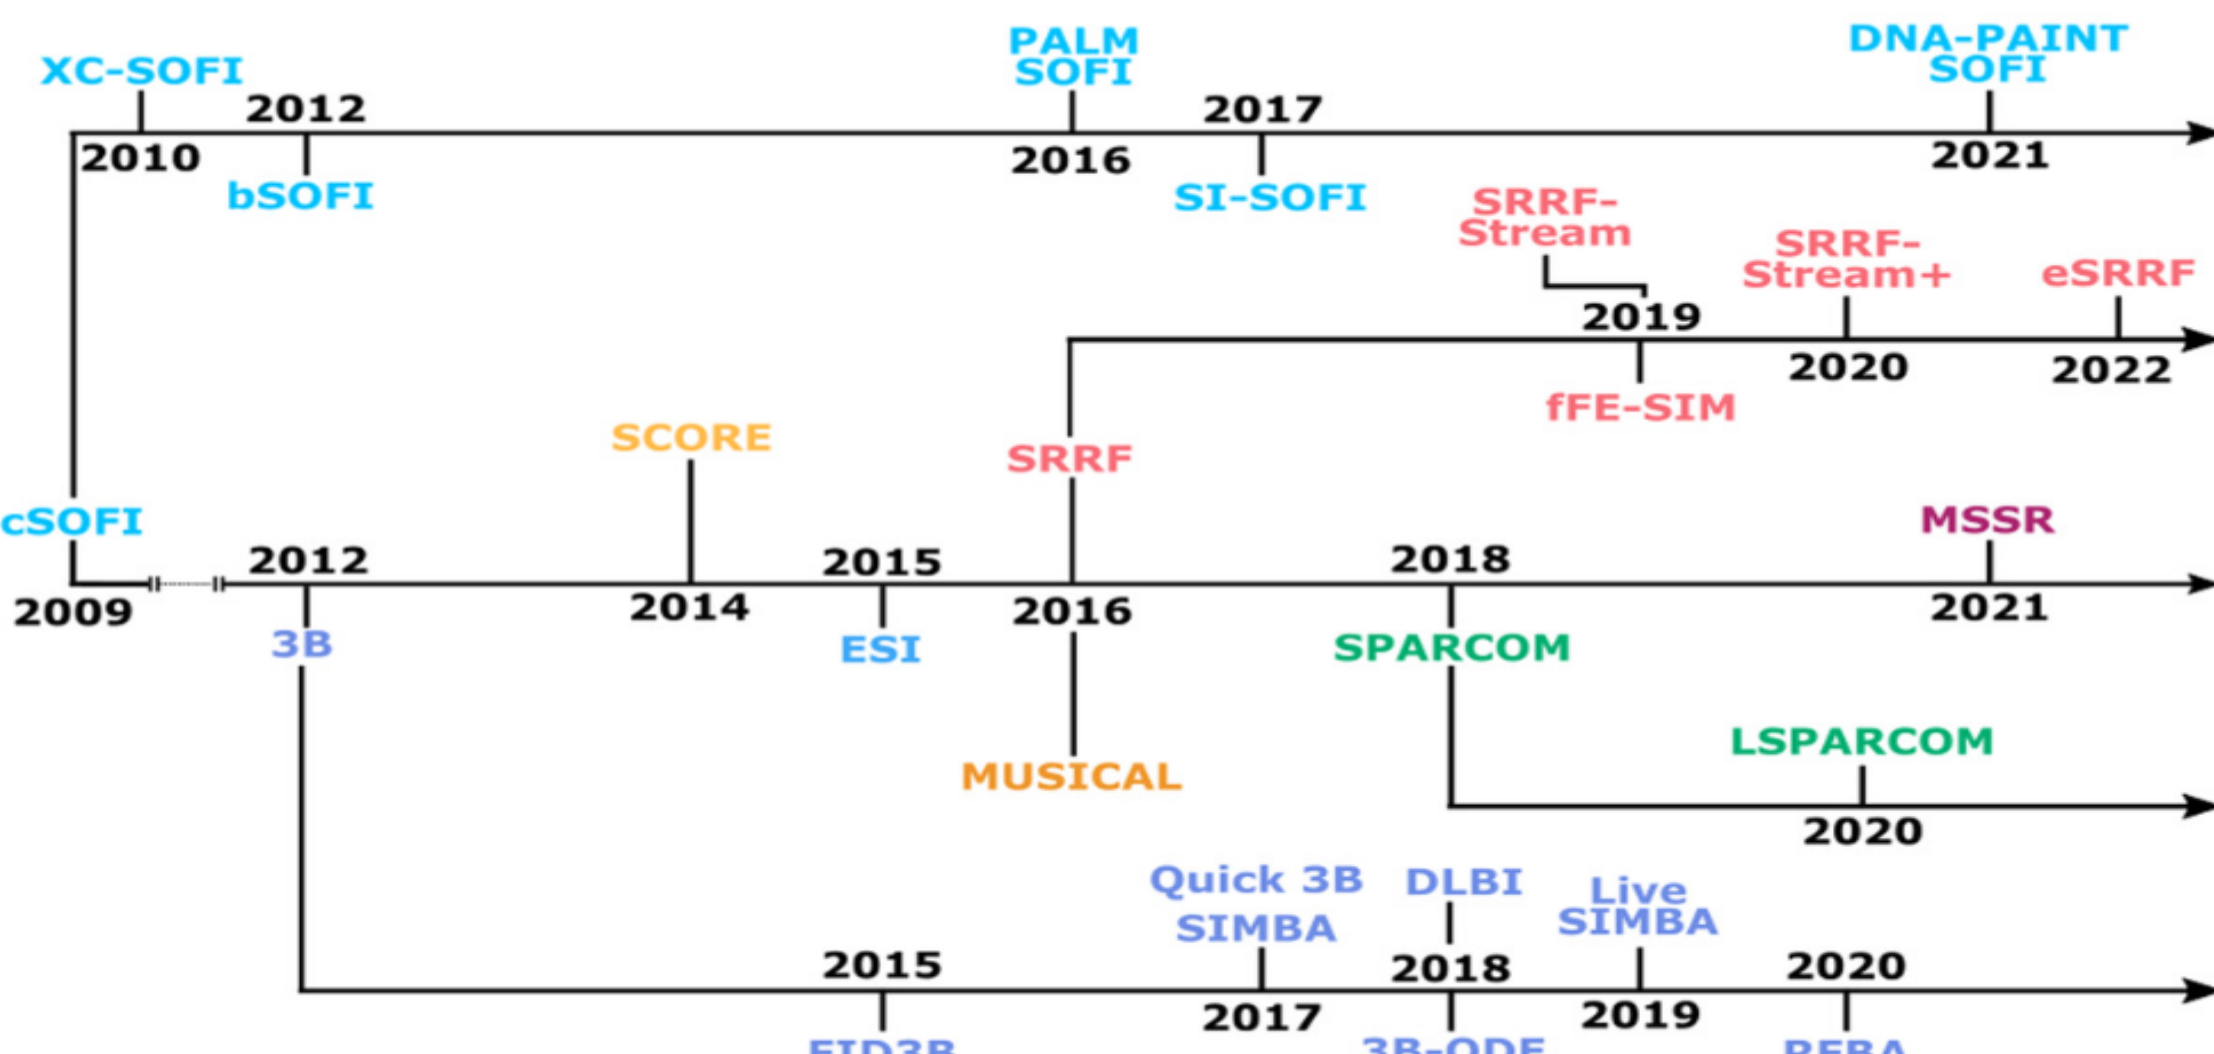 XC-SOFI
2012
PALM
SOFI
2017
DNA-PAINT
SOFI
2010
bSOFI
2016
SI-SOFI
2021
SRRF-
Stream
SRRF-
Stream+
eSRRF
2019
fFE-SIM
2020
2022
SCORE
SRRF
cSOFI
MSSR
2009
2012
2014
2015
2016
2018
2021
3B
ESI
MUSICAL
SPARCOM
LSPARCOM
2020
Quick 3B
SIMBA
DLBI
Live
SIMBA
2015
2017
2018
2019
2020